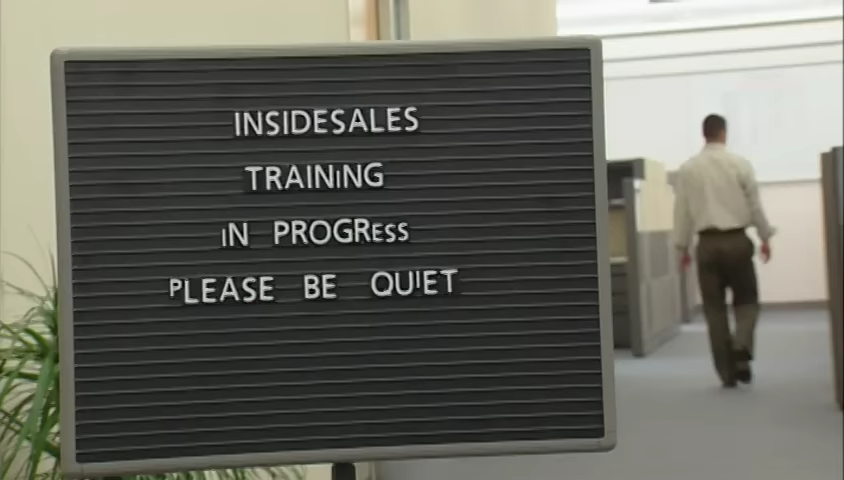 INSIDESALES
TRAINiNG
iN PROGRess
PLEASE BE QUiET